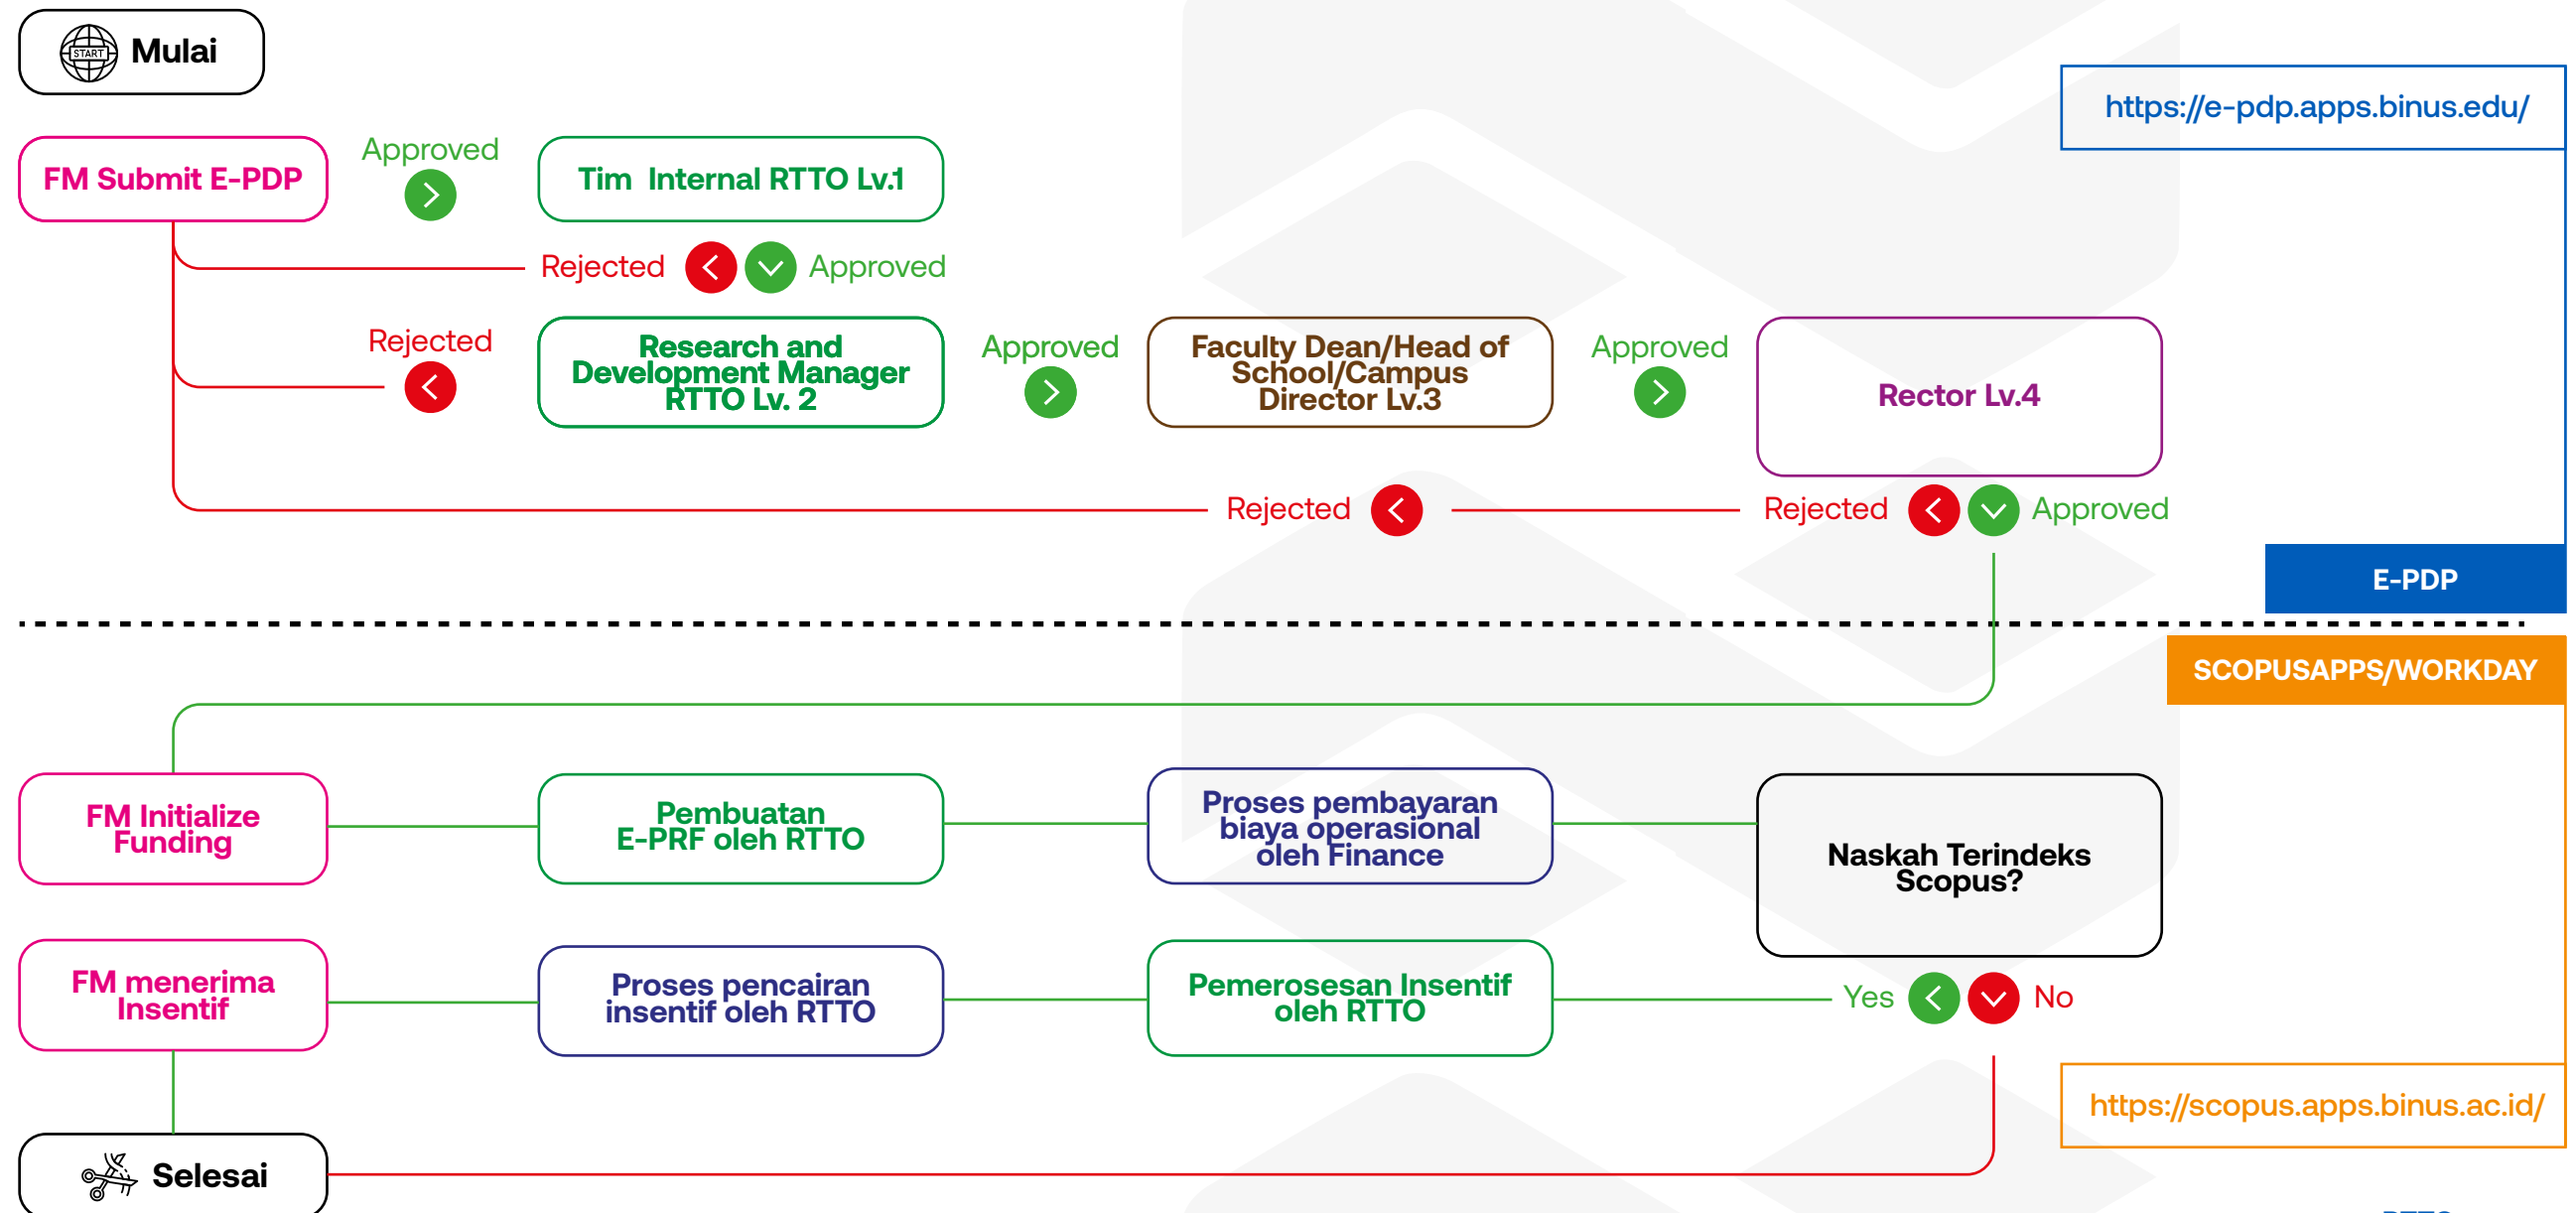 START
Mulai
https://e-pdp.apps.binus.edu/
FM Submit E-PDP
Approved
Tim Internal RTTO Lv.1
Rejected
Approved
Rejected
Research and
Development Manager
RTTO Lv. 2
Approved
Faculty Dean/Head of
School/Campus
Director Lv.3
Approved
Rector Lv.4
Rejected
Rejected
Approved
E-PDP
SCOPUSAPPS/WORKDAY
FM Initialize
Funding
Pembuatan
E-PRF oleh RTTO
Proses pembayaran
biaya operasional
oleh Finance
Naskah Terindeks
Scopus?
FM menerima
Insentif
Proses pencairan
insentif oleh RTTO
Pemerosesan Insentif
oleh RTTO
Yes
No
https://scopus.apps.binus.ac.id/
Selesai